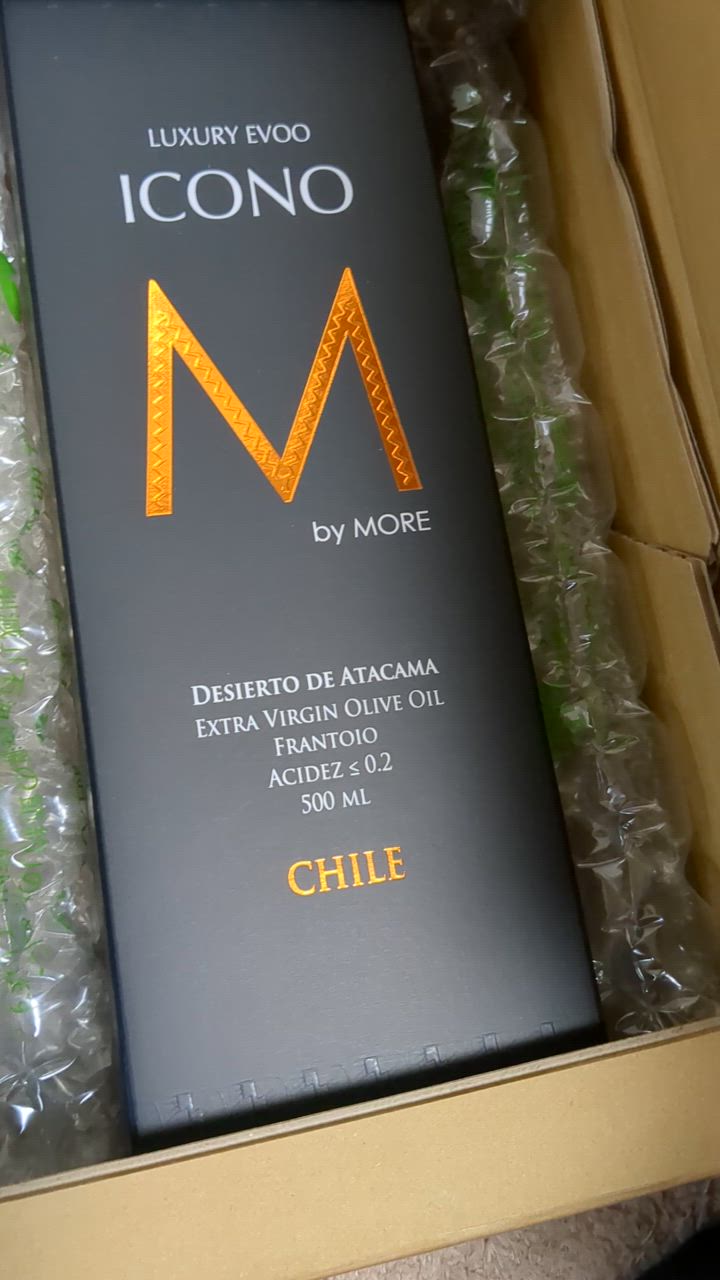 LUXURY EVOO
ICONO
M
by MORE
DESIERTO DE ATACAMA
EXTRA VIRGIN OLIVE OIL
FRANTOIO
ACIDEZ ≤ 0.2
500 ML
CHILE